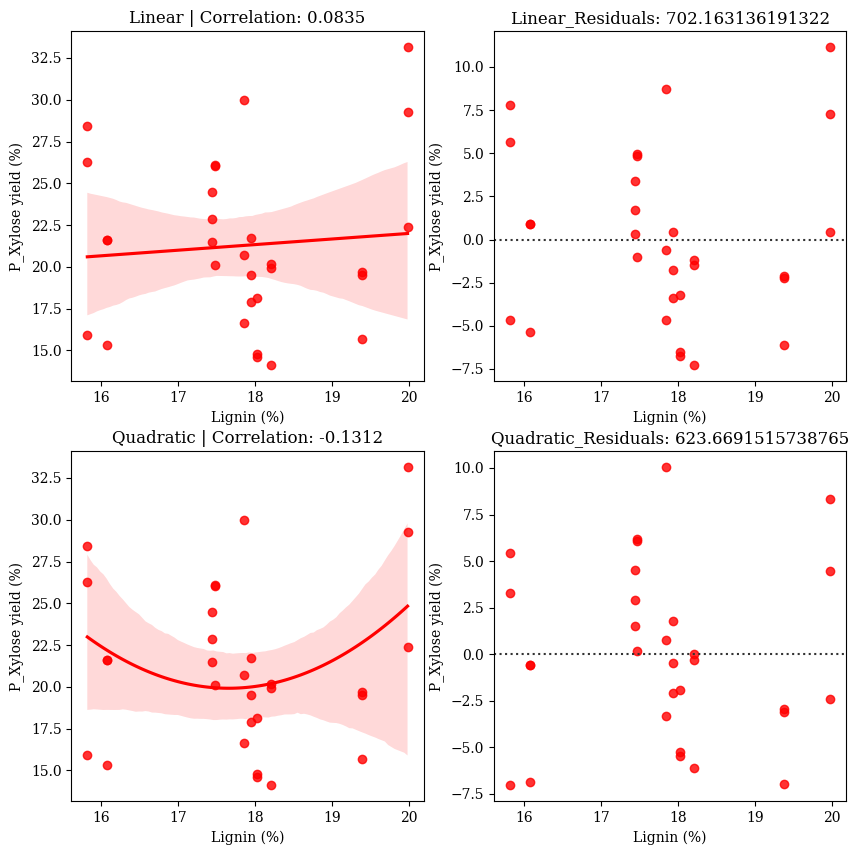 Linear | Correlation: 0.0835
P_Xylose yield (%)
32.5
30.0
27.5
25.0
22.5
20.0
17.5
15.0
16 17 18 19 20
Lignin (%)
Linear_Residuals: 702.163136191322
P_Xylose yield (%)
10.0
7.5
5.0
2.5
0.0
−2.5
−5.0
−7.5
16 17 18 19 20
Lignin (%)
Quadratic | Correlation: -0.1312
P_Xylose yield (%)
32.5
30.0
27.5
25.0
22.5
20.0
17.5
15.0
16 17 18 19 20
Lignin (%)
Quadratic_Residuals: 623.6691515738765
P_Xylose yield (%)
10.0
7.5
5.0
2.5
0.0
−2.5
−5.0
−7.5
16 17 18 19 20
Lignin (%)